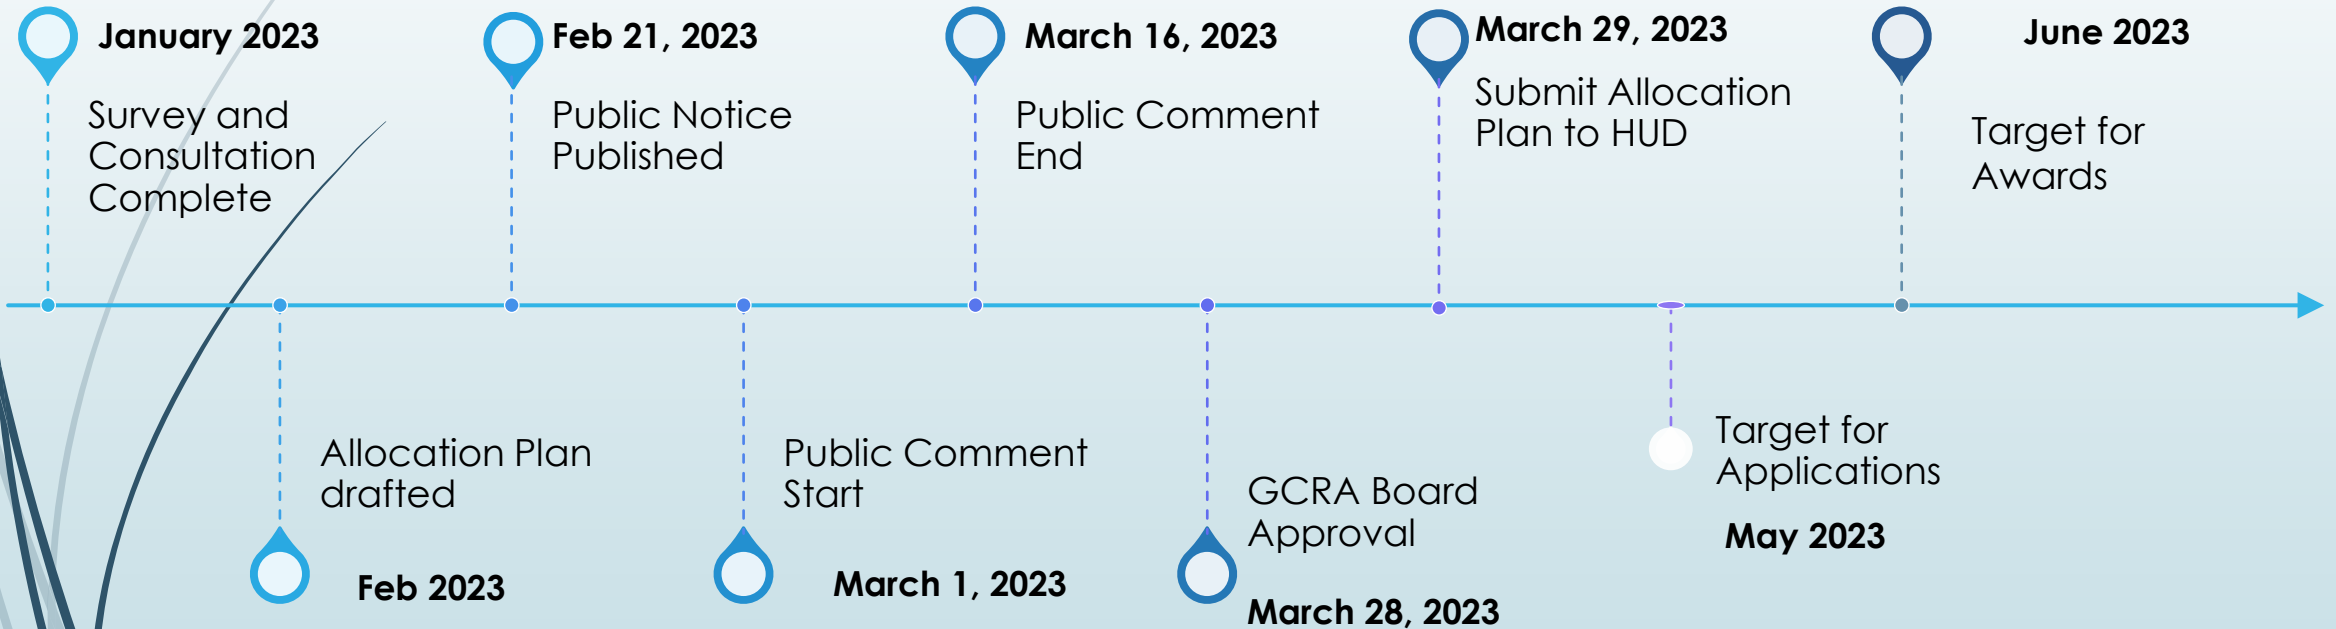 January 2023
Survey and
Consultation
Complete
Allocation Plan
drafted
Feb 2023
Feb 21, 2023
Public Notice
Published
Public Comment
Start
March 1, 2023
March 16, 2023
Public Comment
End
GCRA Board
Approval
March 28, 2023
March 29, 2023
Submit Allocation
Plan to HUD
Target for
Applications
May 2023
June 2023
Target for
Awards